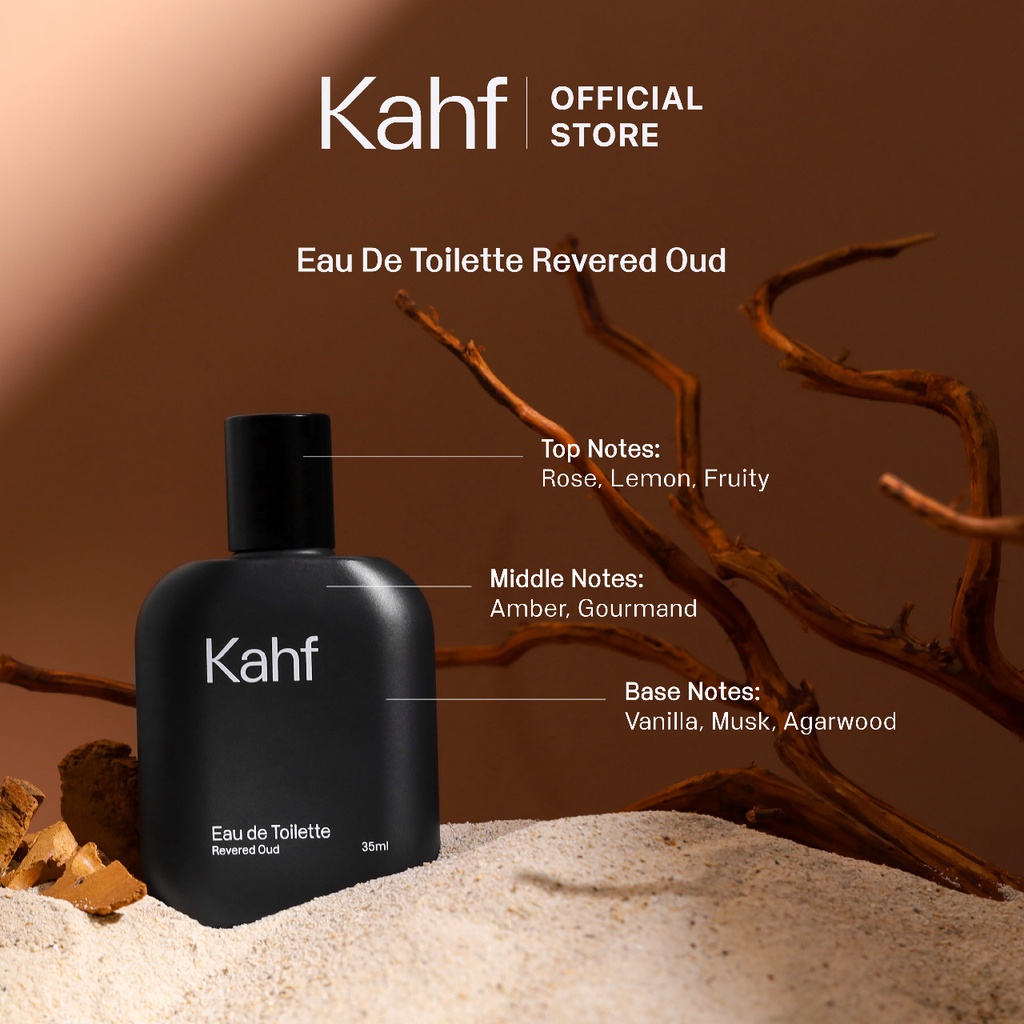 Kahf
OFFICIAL
STORE
Eau De Toilette Revered Oud
Top Notes:
Rose, Lemon, Fruity
Middle Notes:
Amber, Gourmand
Base Notes:
Vanilla, Musk, Agarwood
Kahf
Eau de Toilette
Revered Oud
35ml